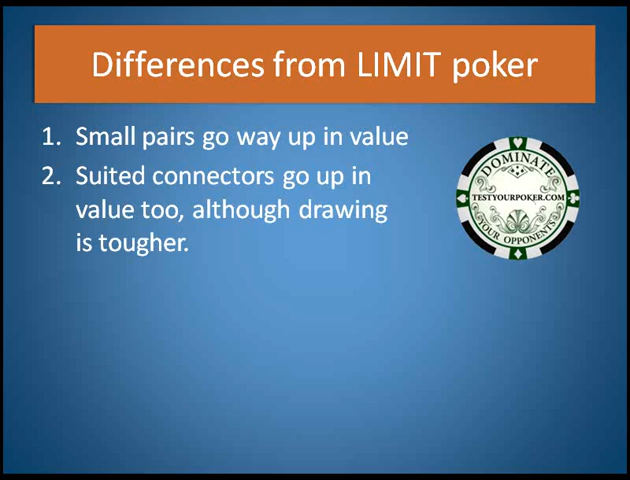 Differences from LIMIT poker
1. Small pairs go way up in value
2. Suited connectors go up in
value too, although drawing
is tougher.
DOMINATE
TESTYOURPOKER.COM
YOUR OPPONENTS